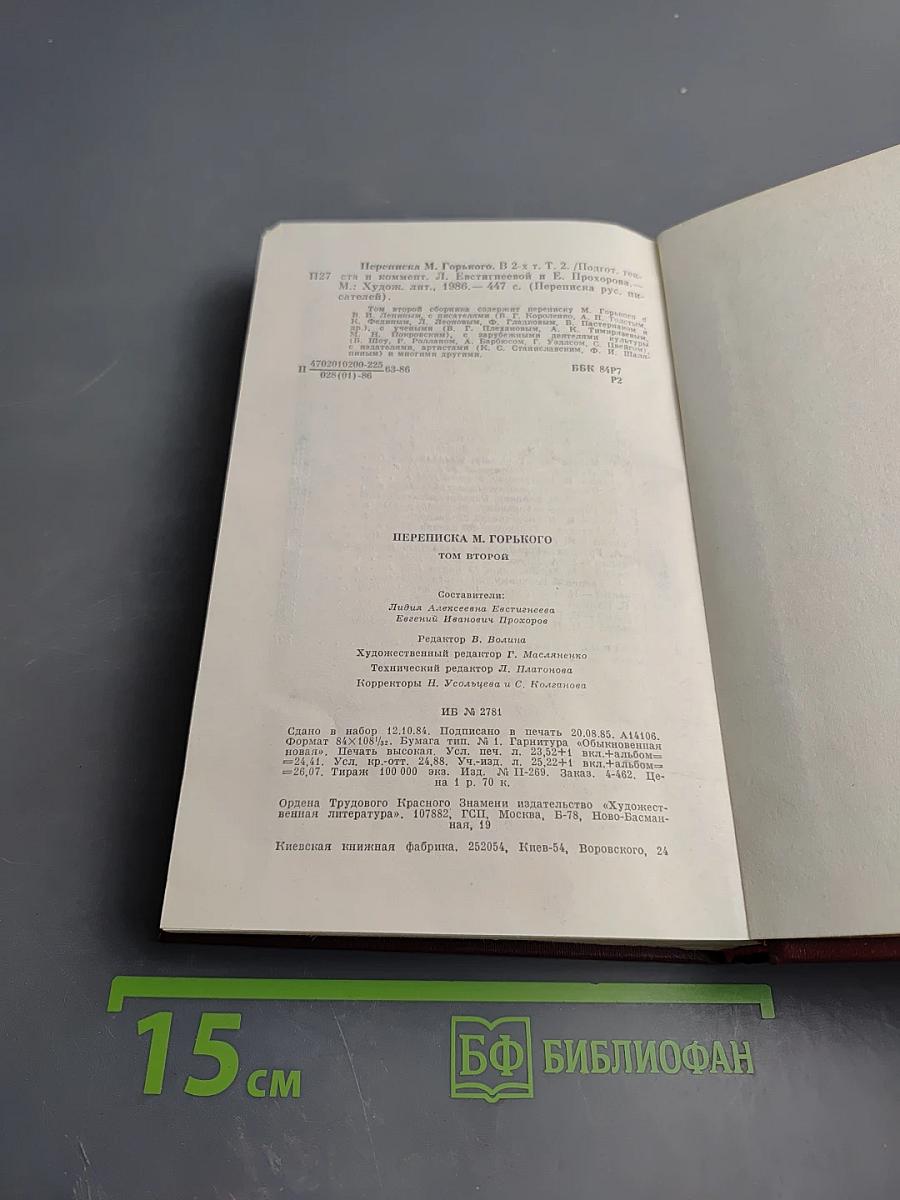 Переписка М. Горького. В 2-х т. Т. 2. /Подгот. тек-
П27 ста и коммент. Л. Евстигнеевой и Е. Прохорова.—
М.: Худож. лит., 1986.— 447 с. (Переписка рус. пи-
сателей).
Том второй сборника содержит переписку М. Горького с
В. И. Лениным, с писателями (В. Г. Короленко, А. Н. Толстым,
К. Фединым, Л. Леоновым, Ф. Гладковым, Б. Пастернаком и
др.), с учеными (В. Г. Плехановым, А. К. Тимирязевым,
М. Н. Покровским), с зарубежными деятелями культуры
(Б. Шоу, Р. Ролланом, А. Барбюсом, Г. Уэллсом, С. Цвейгом),
с издателями, артистами (К. С. Станиславским, Ф. И. Шаля-
пиным) и многими другими.
П 4702010200-225 63-86 ББК 84Р7
028(01)-86 Р2
ПЕРЕПИСКА М. ГОРЬКОГО
ТОМ ВТОРОЙ
Составители:
Лидия Алексеевна Евстигнеева
Евгений Иванович Прохоров
Редактор В. Волина
Художественный редактор Г. Масляненко
Технический редактор Л. Платонова
Корректоры Н. Усольцева и С. Колганова
ИБ № 2781
Сдано в набор 12.10.84. Подписано в печать 20.08.85. А14106.
Формат 84×108¹/₃₂. Бумага тип. № 1. Гарнитура «Обыкновенная
новая». Печать высокая. Усл. печ. л. 23,52+1 вкл.+альбом=
=24,41. Усл. кр.-отт. 24,88. Уч.-изд. л. 25,22+1 вкл.+альбом=
=26,07. Тираж 100 000 экз. Изд. № II-269. Заказ. 4-462. Це-
на 1 р. 70 к.
Ордена Трудового Красного Знамени издательство «Художест-
венная литература». 107882, ГСП, Москва, Б-78, Ново-Басман-
ная, 19
Киевская книжная фабрика. 252054, Киев-54, Воровского, 24
15 см
БФ БИБЛИОФАН